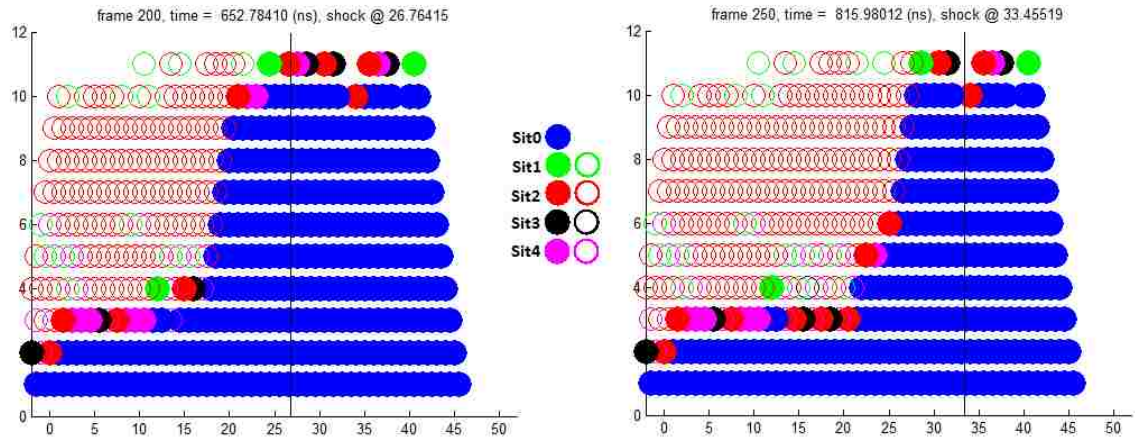 frame 200, time = 652.78410 (ns), shock @ 26.76415
frame 250, time = 815.98012 (ns), shock @ 33.45519
12
10
8
6
4
2
0
0 5 10 15 20 25 30 35 40 45 50
Sit0
Sit1
Sit2
Sit3
Sit4
12
10
8
6
4
2
0
0 5 10 15 20 25 30 35 40 45 50